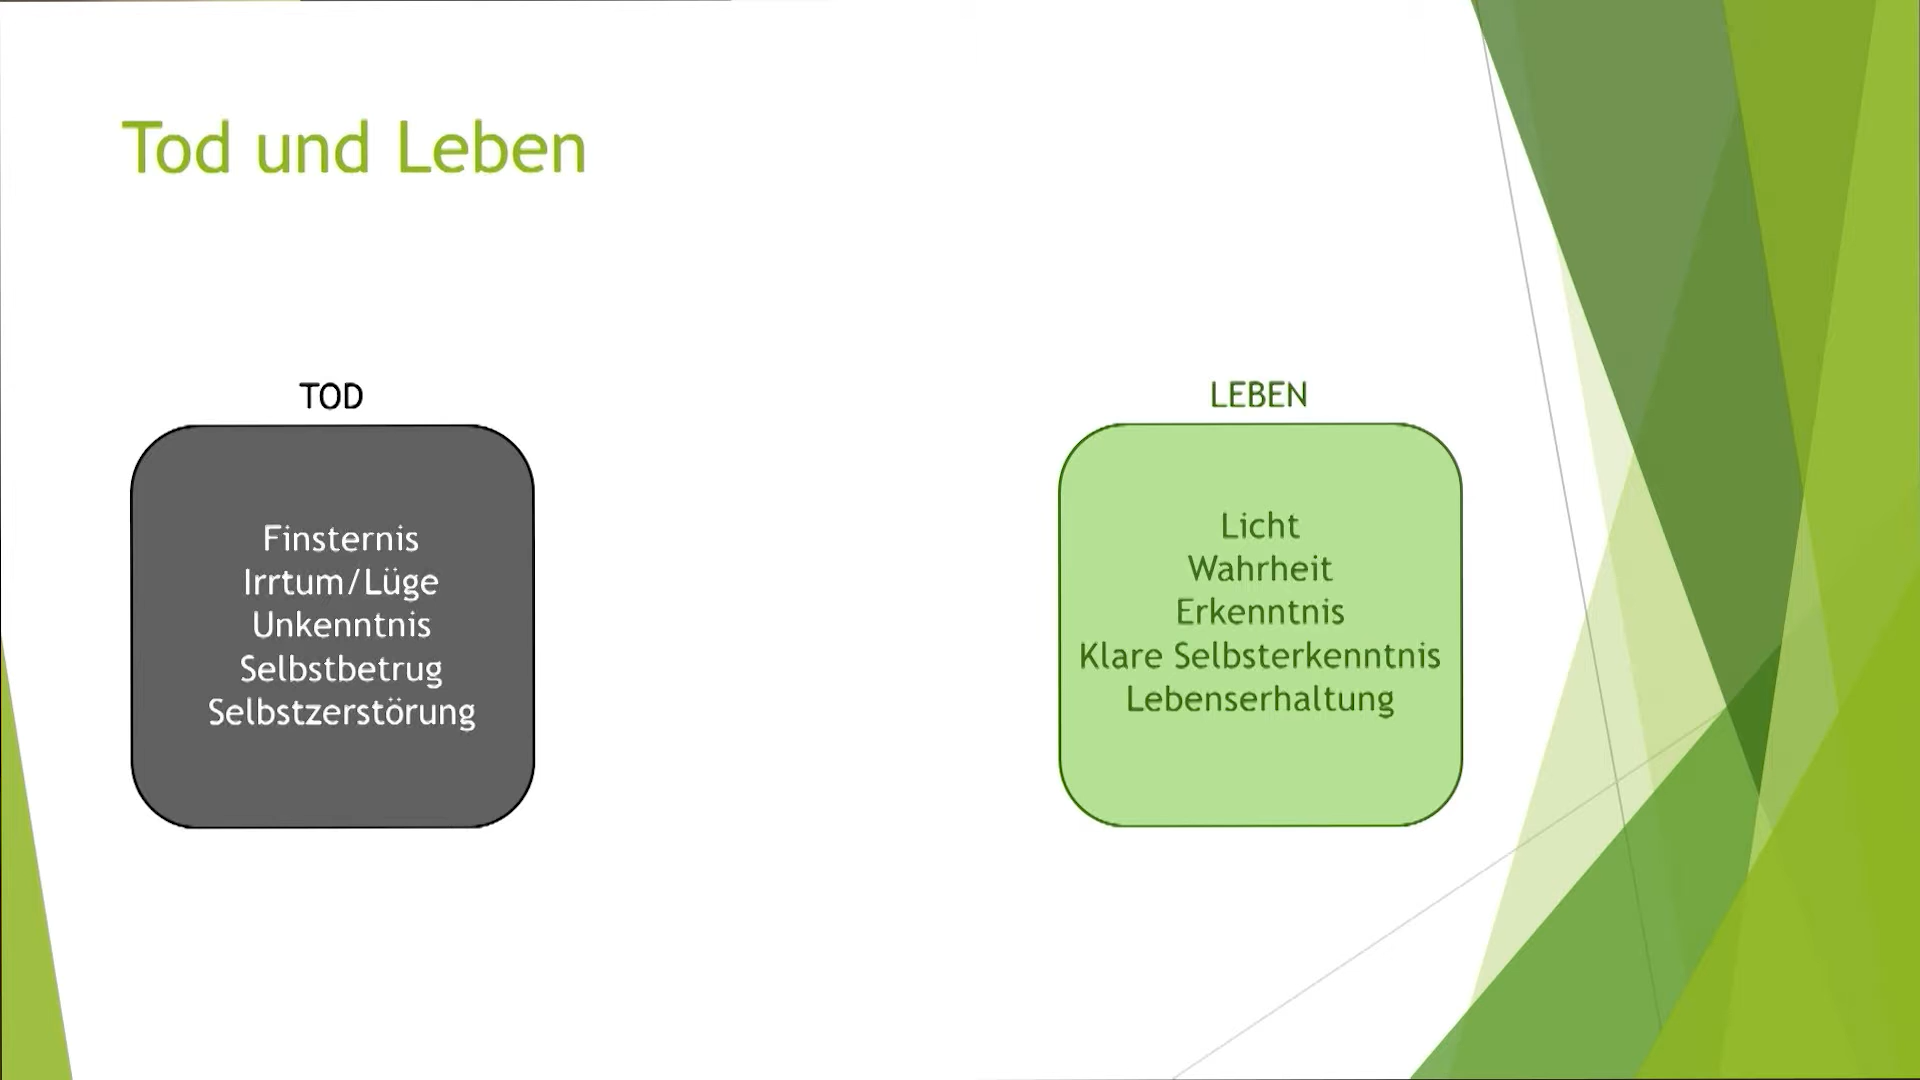 Tod und Leben
TOD
Finsternis
Irrtum/Lüge
Unkenntnis
Selbstbetrug
Selbstzerstörung
LEBEN
Licht
Wahrheit
Erkenntnis
Klare Selbsterkenntnis
Lebenserhaltung